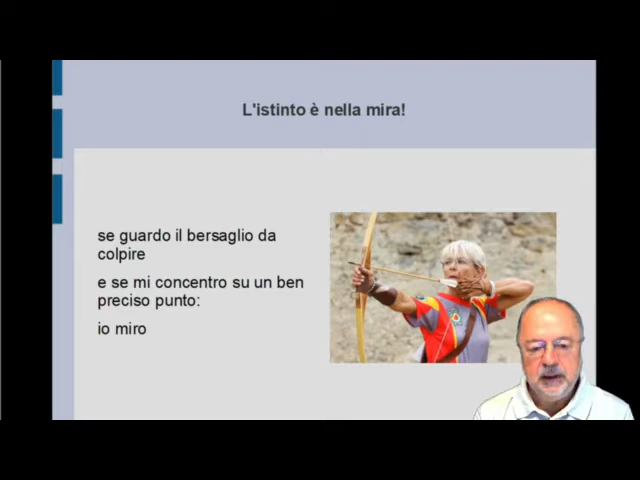 L'istinto è nella mira!
se guardo il bersaglio da
colpire
e se mi concentro su un ben
preciso punto:
io miro